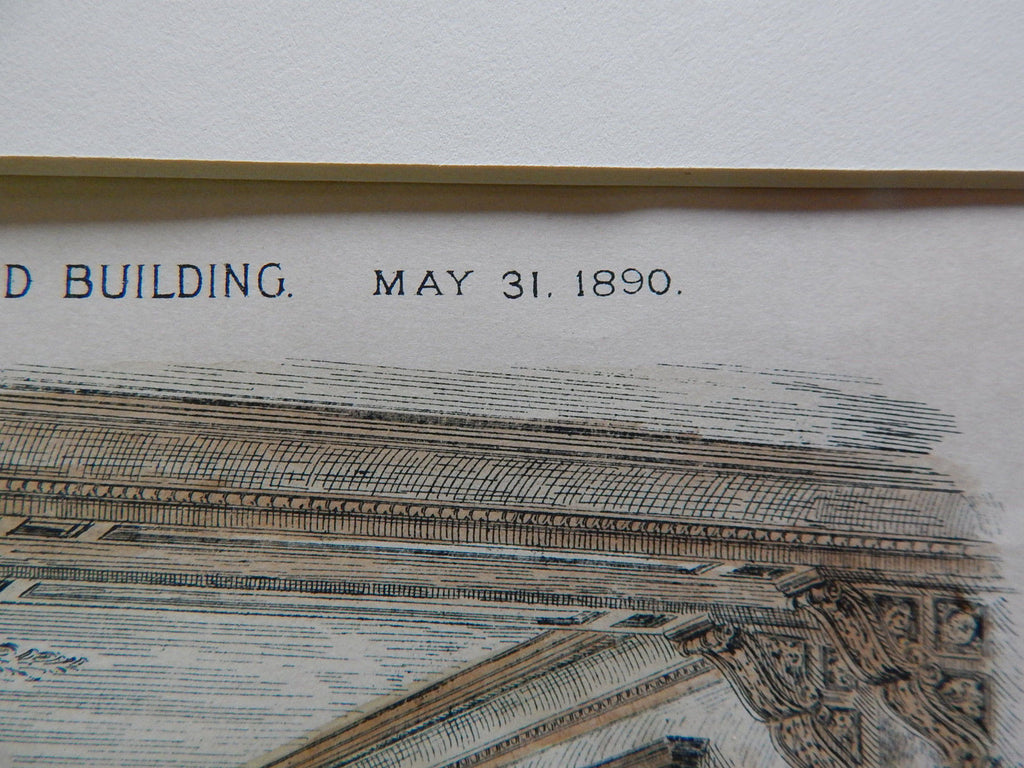 D BUILDING. MAY 31. 1890.